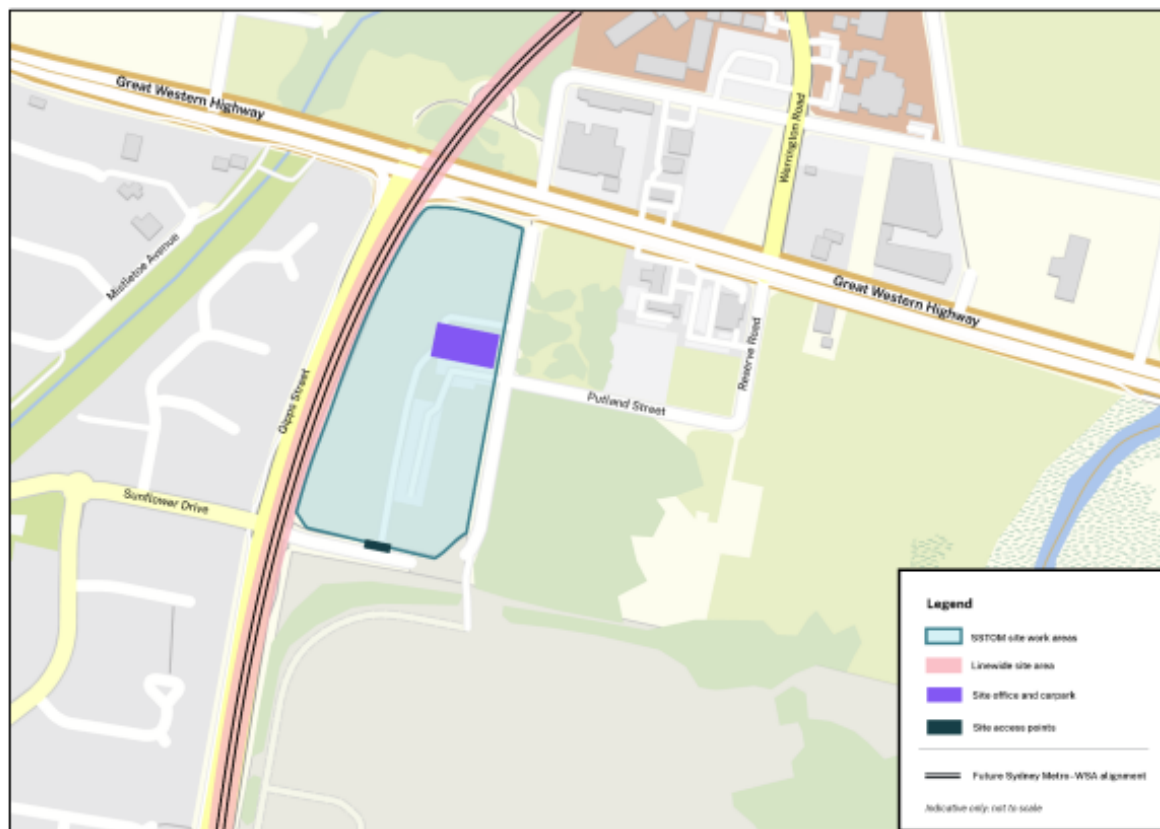 Great Western Highway
Werrington Road
Mistletoe Avenue
Great Western Highway
Gipps Street
Reserve Road
Putland Street
Sunflower Drive
Legend
SSTOM site work areas
Linewide site area
Site office and carpark
Site access points
Future Sydney Metro-WSA alignment
Indicative only: not to scale